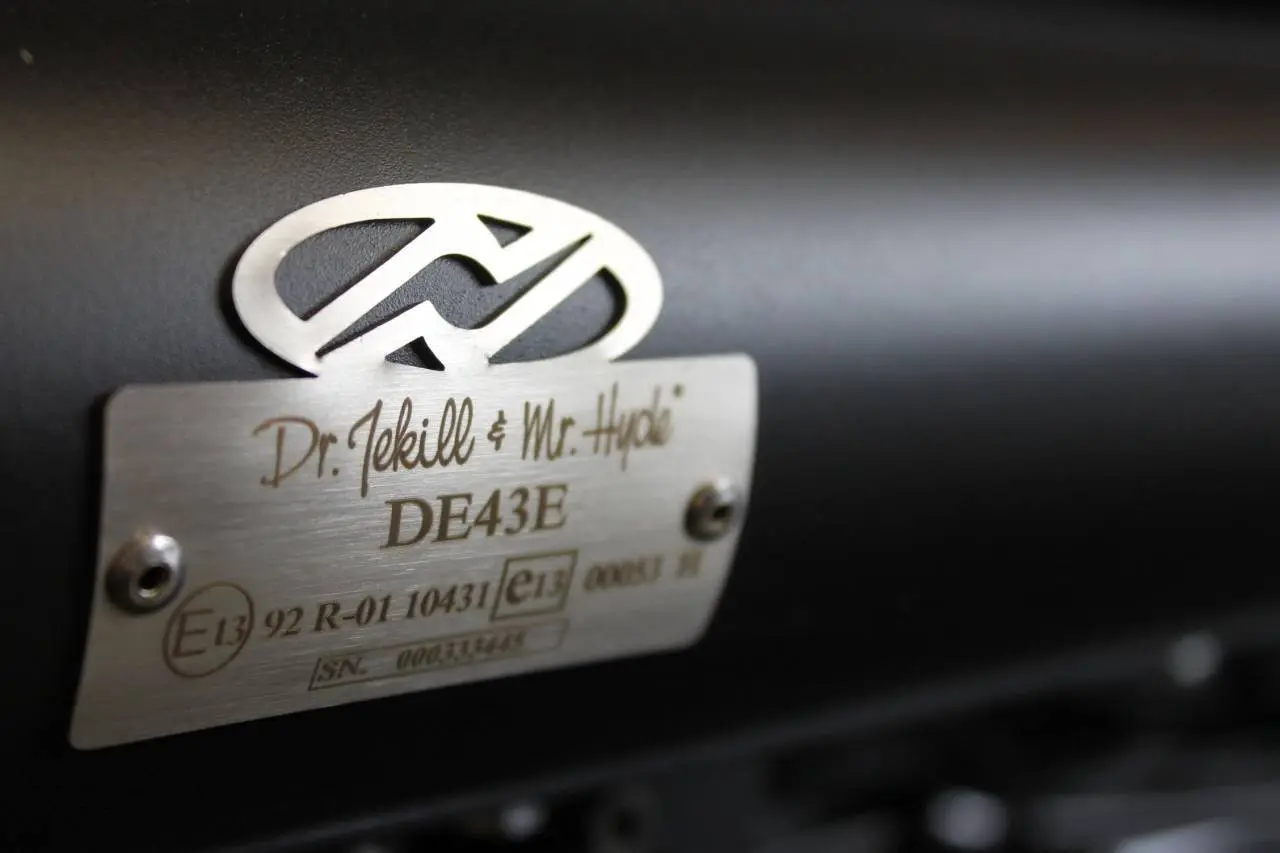 Dr. Jekill & Mr. Hyde®
DE43E
E13 92 R-01 10431 e13 00053 H
SN. 000333445